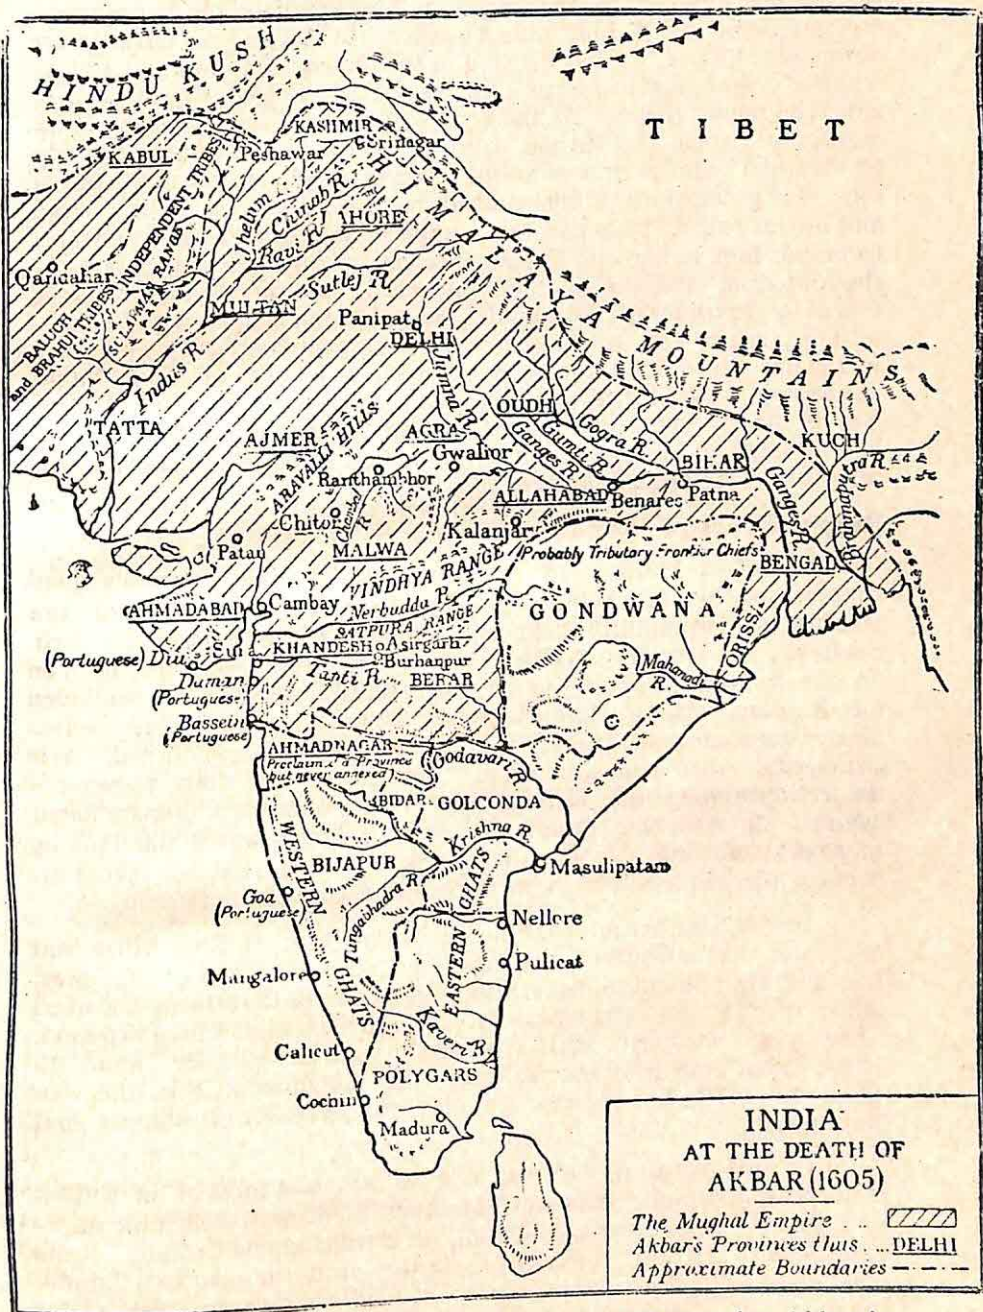 HINDU KUSH
TIBET
KASHMIR
Srinagar
KABUL
Peshawar
INDEPENDENT TRIBES
Jhelum
Chinab R.
LAHORE
Ravi R.
HIMALAYA MOUNTAINS
Qandahar
SULAIMAN RANGE
MULTAN
Sutlej R.
BALUCH
and BRAHUI TRIBES
Panipat
DELHI
Indus R.
Jumna R.
TATTA
OUDH
AJMER
ARAVALLI HILLS
AGRA
Gumti R.
Gogra R.
Ganges R.
KUCH
Gwalior
BIHAR
Ranthambhor
ALLAHABAD
Benares
Patna
Ganges R.
Brahmaputra R.
Chitor
Chambal R.
Kalanjar
Patan
MALWA
(Probably Tributary Frontier Chiefs)
BENGAL
VINDHYA RANGE
AHMADABAD
Cambay
Nerbudda R.
GONDWANA
SATPURA RANGE
ORISSA
KHANDESH
Asirgarh
(Portuguese) Diu
Burhanpur
Mahanadi
R.
Daman
Tapti R.
BERAR
Bassein
(Portuguese)
AHMADNAGAR
but never annexed)
Godavari R.
BIDAR
GOLCONDA
WESTERN GHATS
Krishna R.
BIJAPUR
Masulipatam
Goa
(Portuguese)
Tungabhadra R.
EASTERN GHATS
Nellore
Mangalore
Pulicat
Kaveri R.
Calicut
POLYGARS
Cochin
Madura
INDIA
AT THE DEATH OF
AKBAR (1605)
The Mughal Empire ...
Akbar's Provinces thus ... DELHI
Approximate Boundaries